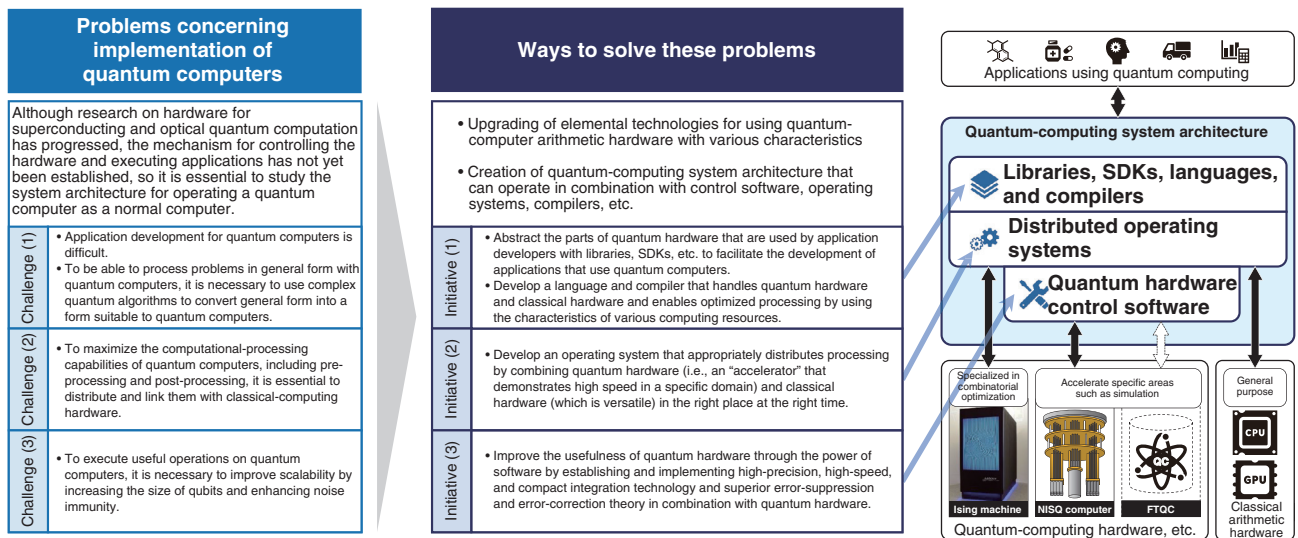 Problems concerning
implementation of
quantum computers
Although research on hardware for
superconducting and optical quantum computation
has progressed, the mechanism for controlling the
hardware and executing applications has not yet
been established, so it is essential to study the
system architecture for operating a quantum
computer as a normal computer.
Challenge (1)
• Application development for quantum computers is
difficult.
• To be able to process problems in general form with
quantum computers, it is necessary to use complex
quantum algorithms to convert general form into a
form suitable to quantum computers.
Challenge (2)
• To maximize the computational-processing
capabilities of quantum computers, including pre-
processing and post-processing, it is essential to
distribute and link them with classical-computing
hardware.
Challenge (3)
• To execute useful operations on quantum
computers, it is necessary to improve scalability by
increasing the size of qubits and enhancing noise
immunity.
Ways to solve these problems
• Upgrading of elemental technologies for using quantum-
computer arithmetic hardware with various characteristics
• Creation of quantum-computing system architecture that
can operate in combination with control software, operating
systems, compilers, etc.
Initiative (1)
• Abstract the parts of quantum hardware that are used by application
developers with libraries, SDKs, etc. to facilitate the development of
applications that use quantum computers.
• Develop a language and compiler that handles quantum hardware
and classical hardware and enables optimized processing by using
the characteristics of various computing resources.
Initiative (2)
• Develop an operating system that appropriately distributes processing
by combining quantum hardware (i.e., an “accelerator” that
demonstrates high speed in a specific domain) and classical
hardware (which is versatile) in the right place at the right time.
Initiative (3)
• Improve the usefulness of quantum hardware through the power of
software by establishing and implementing high-precision, high-speed,
and compact integration technology and superior error-suppression
and error-correction theory in combination with quantum hardware.
Applications using quantum computing
Quantum-computing system architecture
Libraries, SDKs, languages,
and compilers
Distributed operating
systems
Quantum hardware
control software
Specialized in
combinatorial
optimization
Accelerate specific areas
such as simulation
General
purpose
CPU
GPU
Ising machine
NISQ computer
FTQC
Quantum-computing hardware, etc.
Classical
arithmetic
hardware